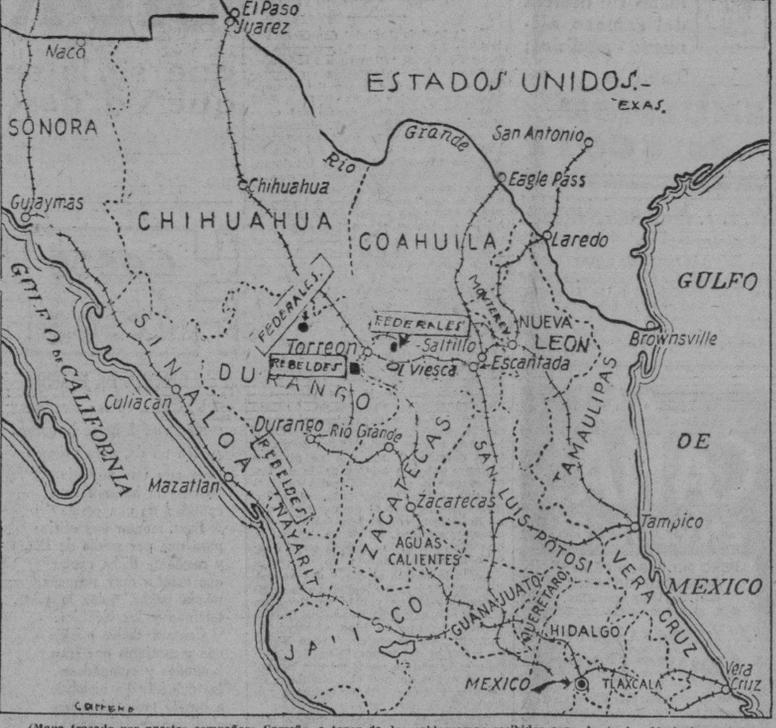 El Paso
Juarez
Naco
ESTADOS UNIDOS.-
TEXAS.
SONORA
Rio Grande
San Antonio
Eagle Pass
Chihuahua
Guaymas
CHIHUAHUA
COAHUILA
Laredo
GOLFO DE CALIFORNIA
GULFO
FEDERALES
MONTEREY
FEDERALES
NUEVA
LEON
Brownsville
Torreon
Saltillo
REBELDES
Viesca
Escantada
SINALOA
DURANGO
Culiacan
TAMAULIPAS
Durango
Rio Grande
DE
REBELDES
Mazatlan
ZACATECAS
SAN LUIS POTOSI
NAYARIT
Zacatecas
Tampico
AGUAS
CALIENTES
VERA CRUZ
MEXICO
JALISCO
GUANAJUATO
QUERETARO
HIDALGO
MEXICO
TLAXCALA
Vera
Cruz
CARREÑO